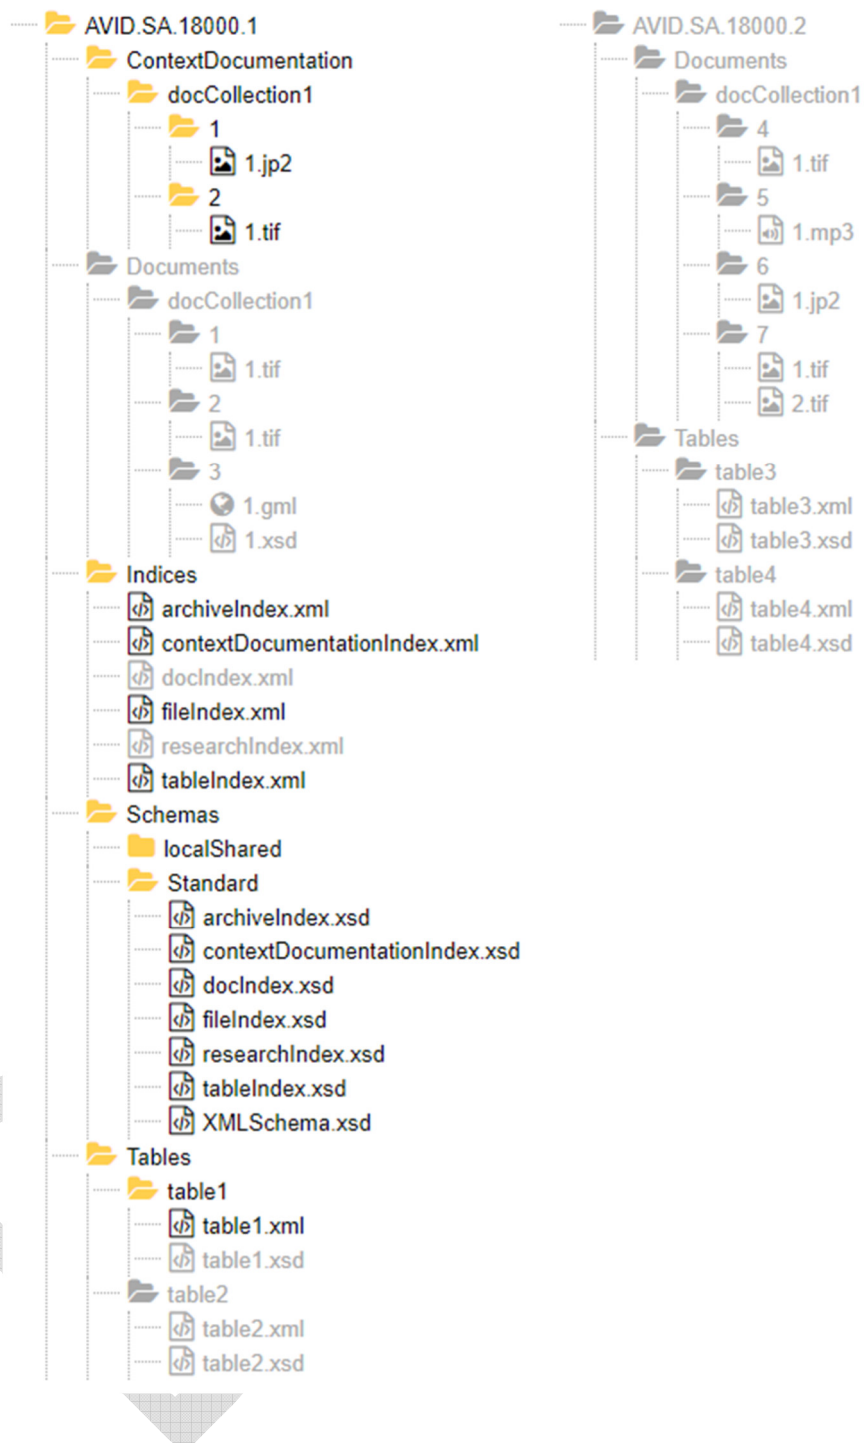 AVID.SA.18000.1
ContextDocumentation
docCollection1
1
1.jp2
2
1.tif
Documents
docCollection1
1
1.tif
2
1.tif
3
1.gml
1.xsd
Indices
archiveIndex.xml
contextDocumentationIndex.xml
docIndex.xml
fileIndex.xml
researchIndex.xml
tableIndex.xml
Schemas
localShared
Standard
archiveIndex.xsd
contextDocumentationIndex.xsd
docIndex.xsd
fileIndex.xsd
researchIndex.xsd
tableIndex.xsd
XMLSchema.xsd
Tables
table1
table1.xml
table1.xsd
table2
table2.xml
table2.xsd
AVID.SA.18000.2
Documents
docCollection1
4
1.tif
5
1.mp3
6
1.jp2
7
1.tif
2.tif
Tables
table3
table3.xml
table3.xsd
table4
table4.xml
table4.xsd